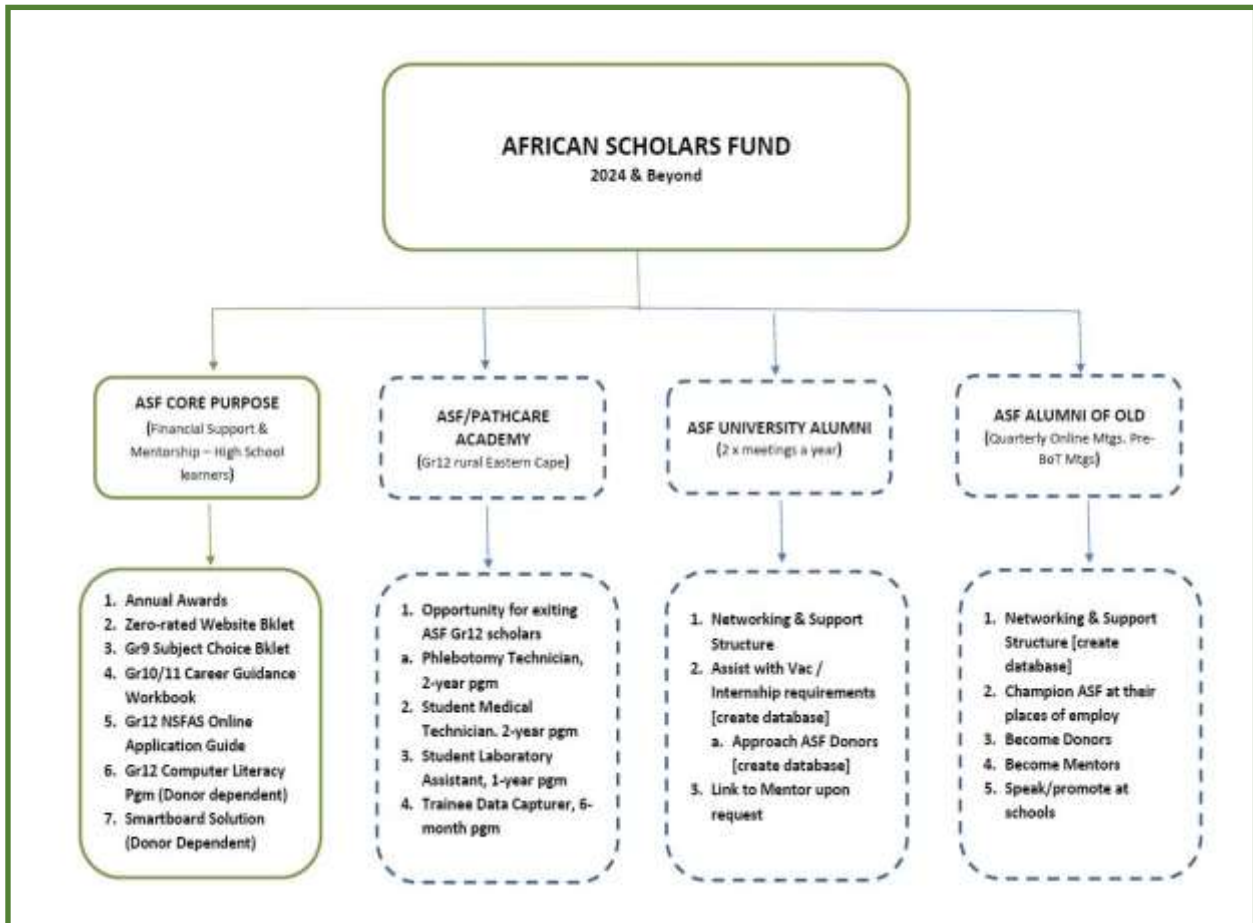 AFRICAN SCHOLARS FUND
2024 & Beyond
ASF CORE PURPOSE
(Financial Support &
Mentorship – High School
learners)
ASF/PATHCARE
ACADEMY
(Gr12 rural Eastern Cape)
ASF UNIVERSITY ALUMNI
(2 x meetings a year)
ASF ALUMNI OF OLD
(Quarterly Online Mtgs. Pre-
BoT Mtgs)
1. Annual Awards
2. Zero-rated Website Bklet
3. Gr9 Subject Choice Bklet
4. Gr10/11 Career Guidance
Workbook
5. Gr12 NSFAS Online
Application Guide
6. Gr12 Computer Literacy
Pgm (Donor dependent)
7. Smartboard Solution
(Donor Dependent)
1. Opportunity for exiting
ASF Gr12 scholars
a. Phlebotomy Technician,
2-year pgm
2. Student Medical
Technician. 2-year pgm
3. Student Laboratory
Assistant, 1-year pgm
4. Trainee Data Capturer, 6-
month pgm
1. Networking & Support
Structure
2. Assist with Vac /
Internship requirements
[create database]
a. Approach ASF Donors
[create database]
3. Link to Mentor upon
request
1. Networking & Support
Structure [create
database]
2. Champion ASF at their
places of employ
3. Become Donors
4. Become Mentors
5. Speak/promote at
schools